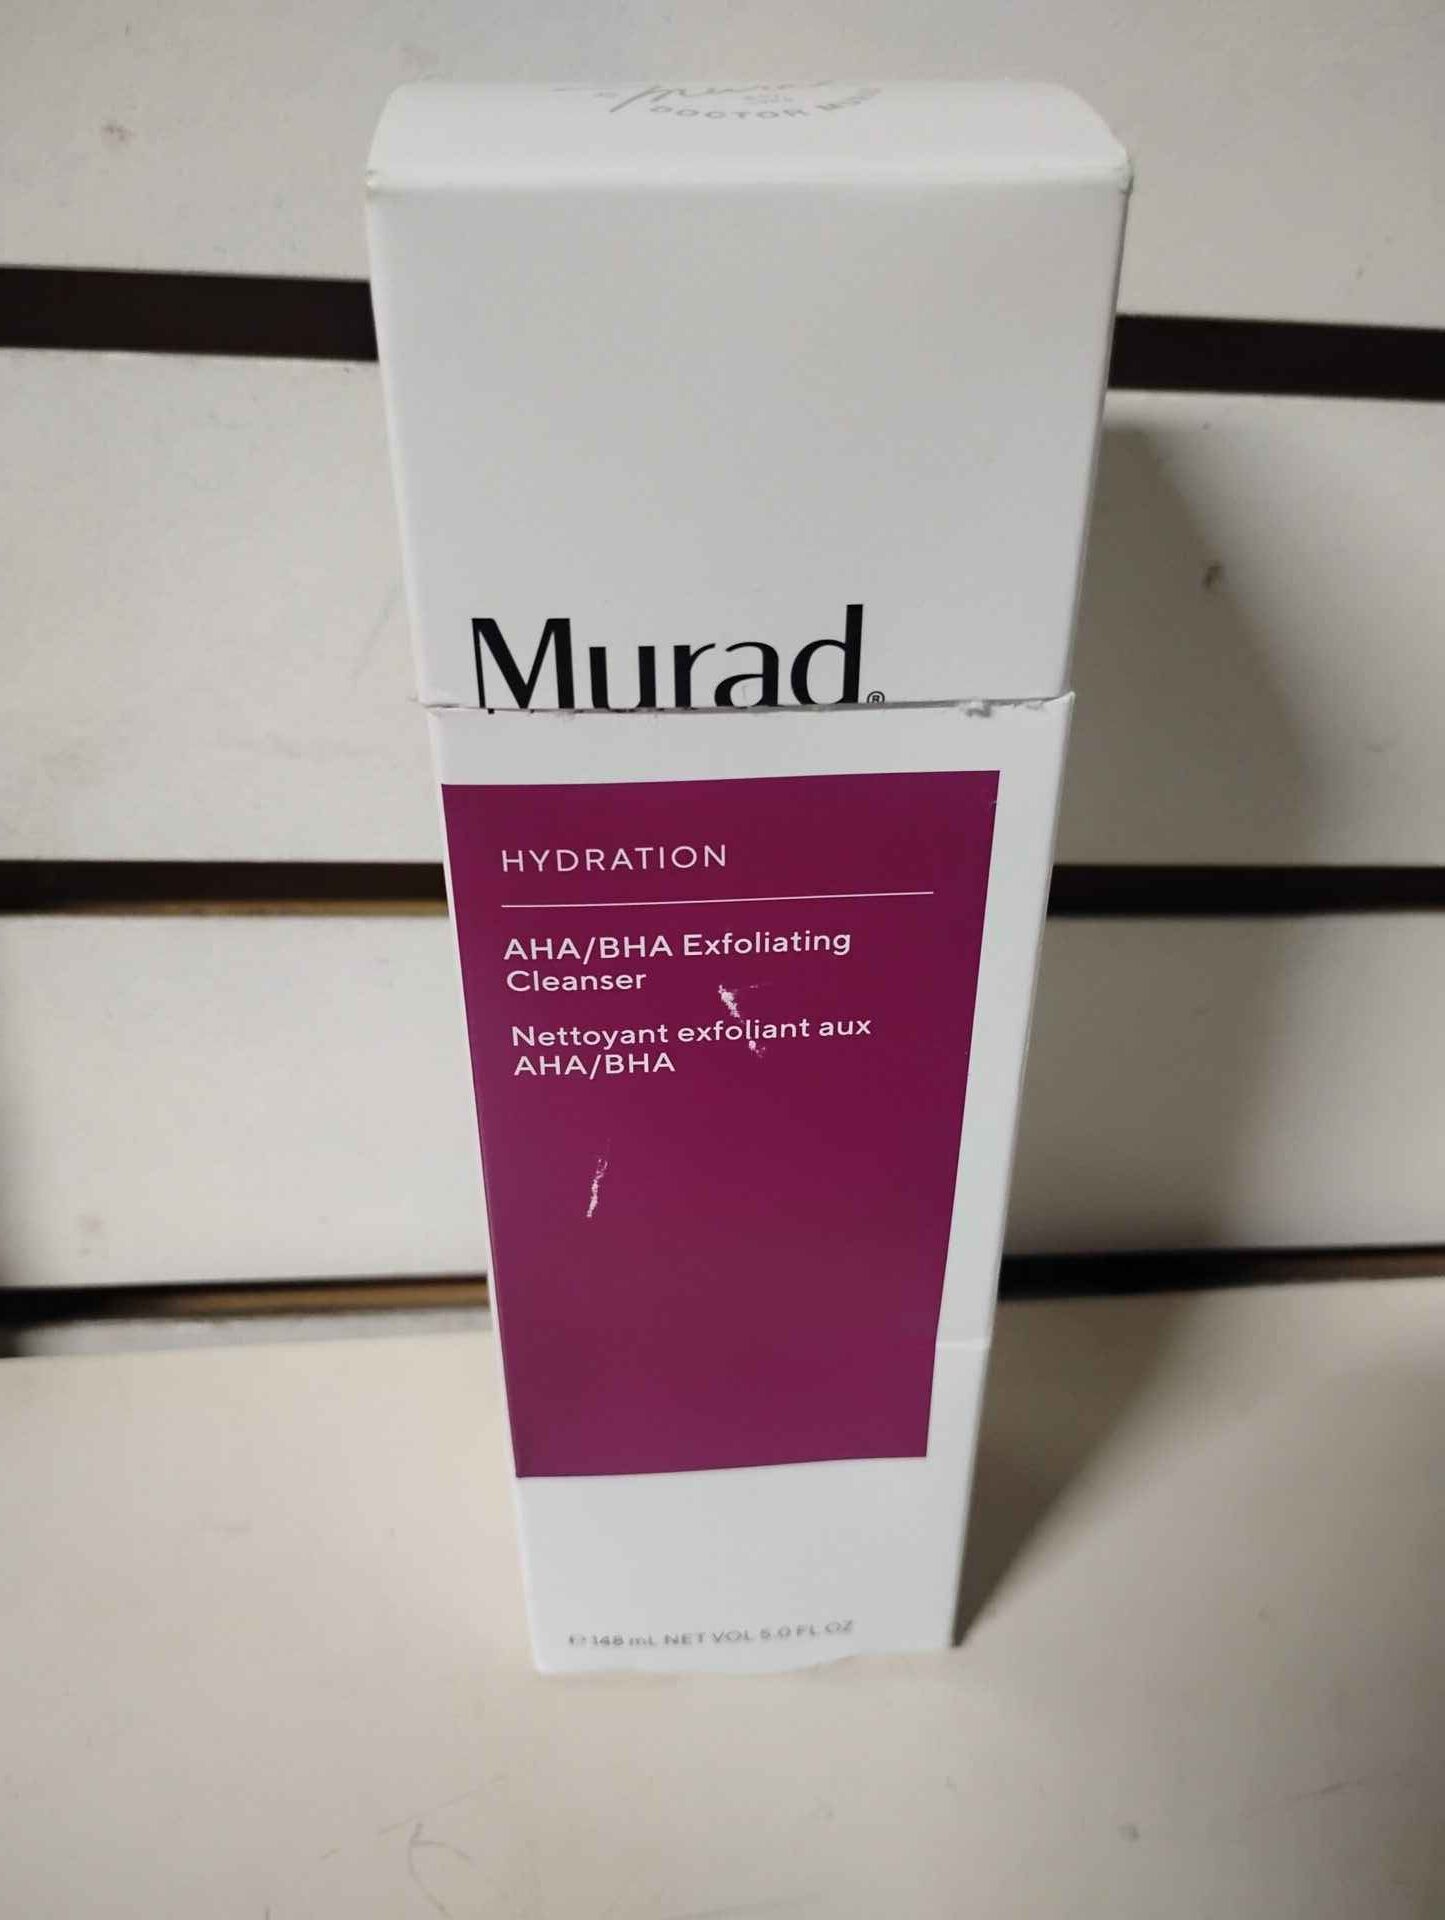 DOCTOR
Murad®
HYDRATION
AHA/BHA Exfoliating
Cleanser
Nettoyant exfoliant aux
AHA/BHA
℮ 148 mL NET VOL 5.0 FL OZ